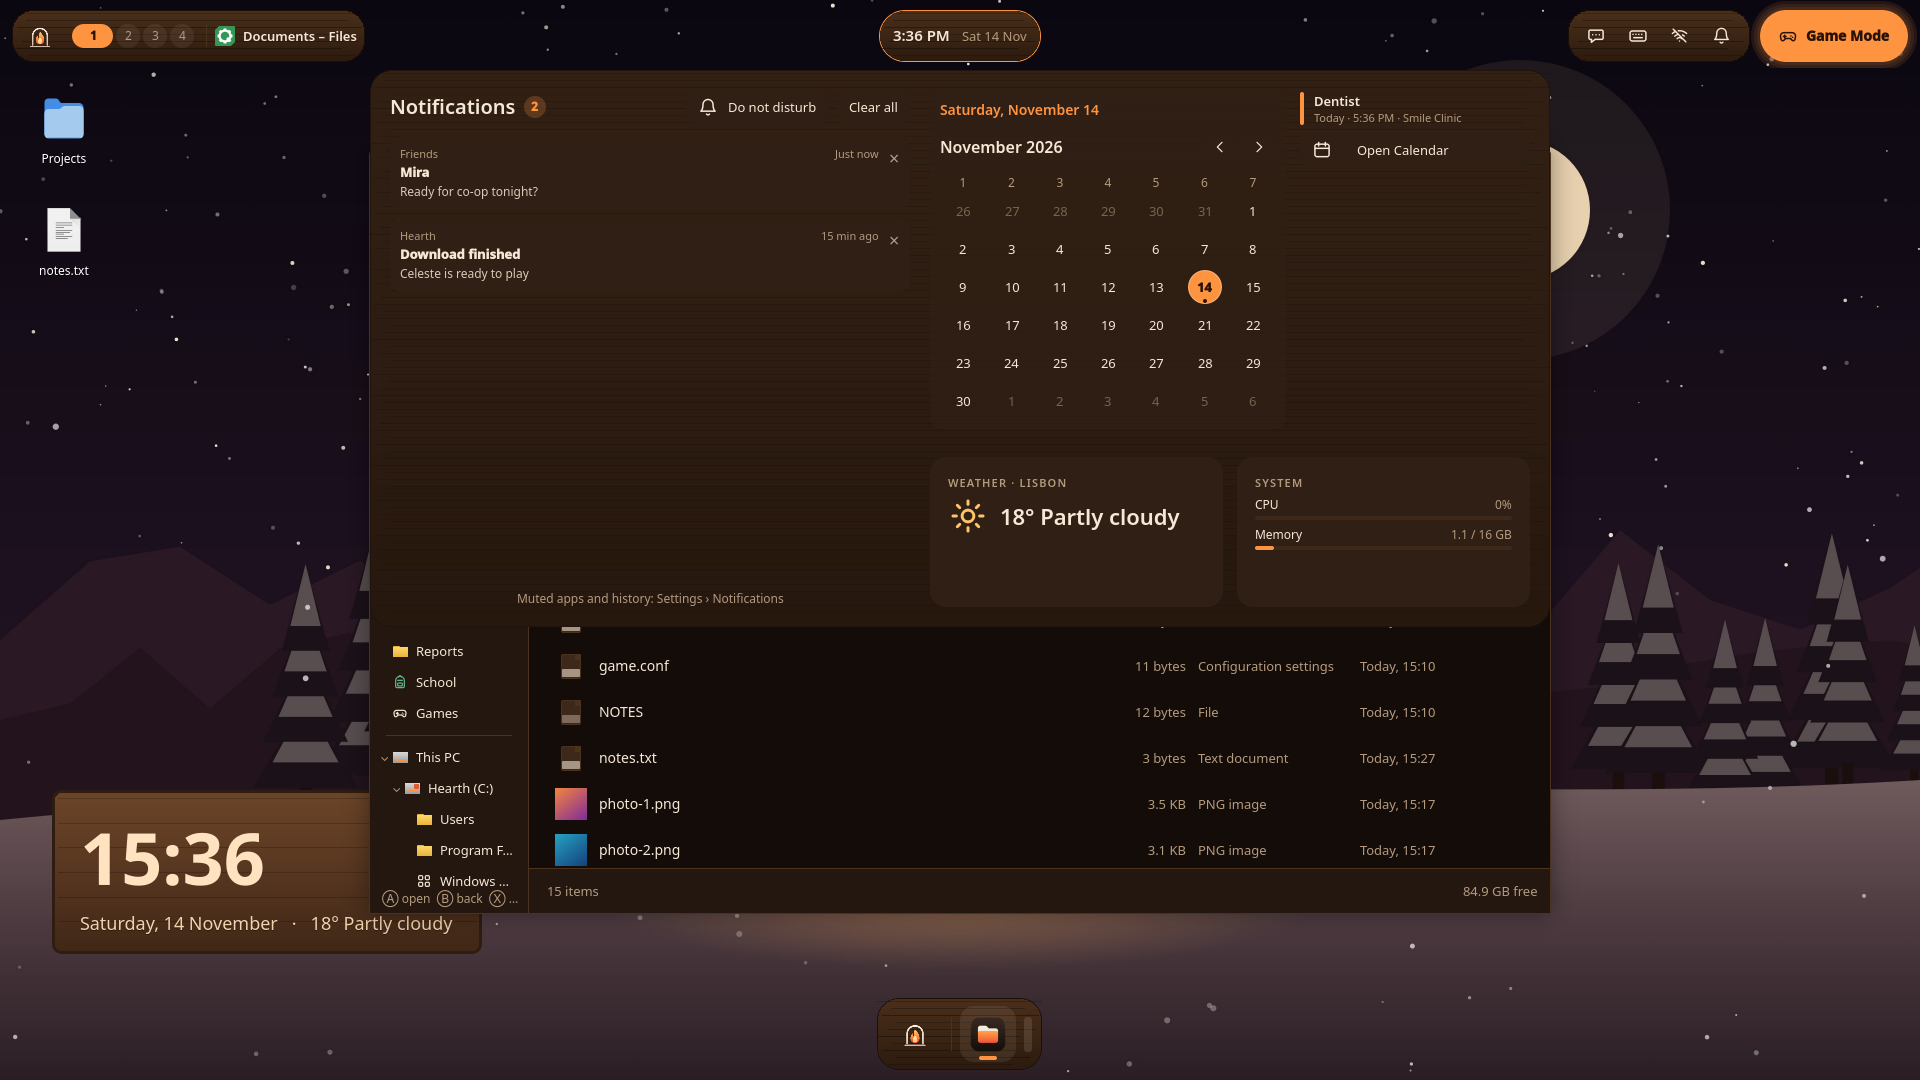 1 2 3 4 Documents – Files
3:36 PM Sat 14 Nov
Game Mode
Projects
notes.txt
Notifications 2
Do not disturb Clear all
Friends Just now
Mira
Ready for co-op tonight?
Hearth 15 min ago
Download finished
Celeste is ready to play
Muted apps and history: Settings › Notifications
Saturday, November 14
November 2026
1 2 3 4 5 6 7
26 27 28 29 30 31 1
2 3 4 5 6 7 8
9 10 11 12 13 14 15
16 17 18 19 20 21 22
23 24 25 26 27 28 29
30 1 2 3 4 5 6
Dentist
Today · 5:36 PM · Smile Clinic
Open Calendar
WEATHER · LISBON
18° Partly cloudy
SYSTEM
CPU 0%
Memory 1.1 / 16 GB
Reports
School
Games
This PC
Hearth (C:)
Users
Program F...
Windows ...
A open B back X ...
game.conf 11 bytes Configuration settings Today, 15:10
NOTES 12 bytes File Today, 15:10
notes.txt 3 bytes Text document Today, 15:27
photo-1.png 3.5 KB PNG image Today, 15:17
photo-2.png 3.1 KB PNG image Today, 15:17
15 items 84.9 GB free
15:36
Saturday, 14 November · 18° Partly cloudy